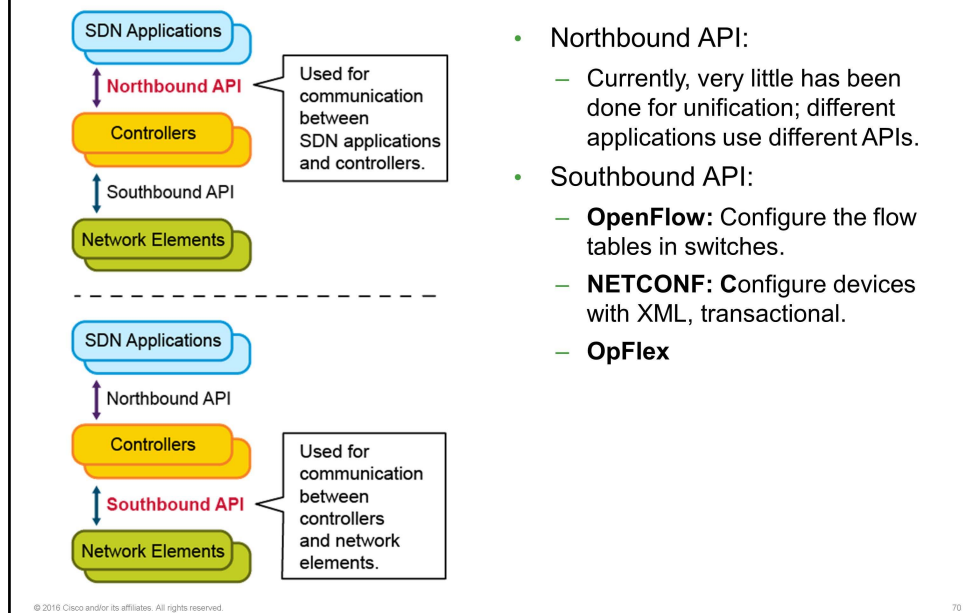 SDN Applications
Northbound API
Controllers
Southbound API
Network Elements
Used for
communication
between
SDN applications
and controllers.
SDN Applications
Northbound API
Controllers
Southbound API
Network Elements
Used for
communication
between
controllers
and network
elements.
• Northbound API:
– Currently, very little has been
done for unification; different
applications use different APIs.
• Southbound API:
– OpenFlow: Configure the flow
tables in switches.
– NETCONF: Configure devices
with XML, transactional.
– OpFlex
© 2016 Cisco and/or its affiliates. All rights reserved.
70